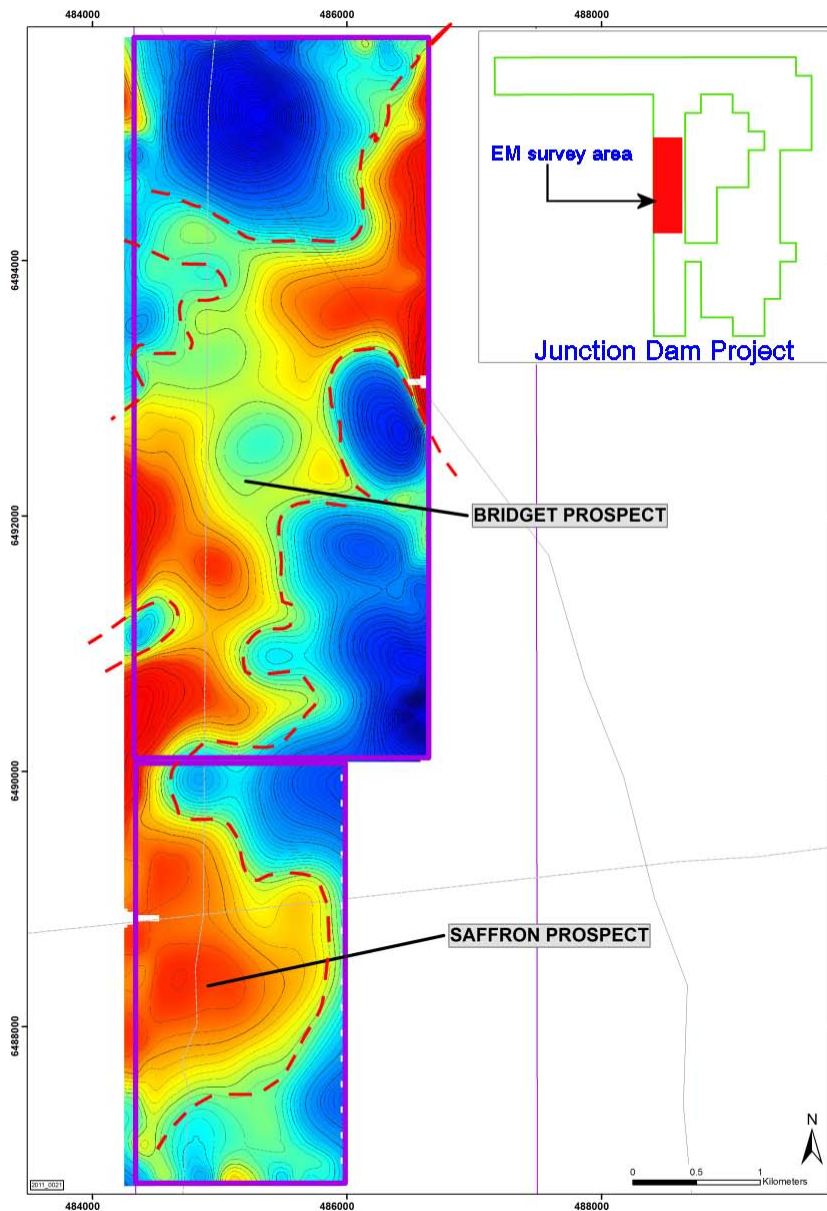 484000
486000
488000
EM survey area
Junction Dam Project
6494000
BRIDGET PROSPECT
6492000
6490000
SAFFRON PROSPECT
6488000
N
0 0.5 1
Kilometers
2011_0021
484000
486000
488000